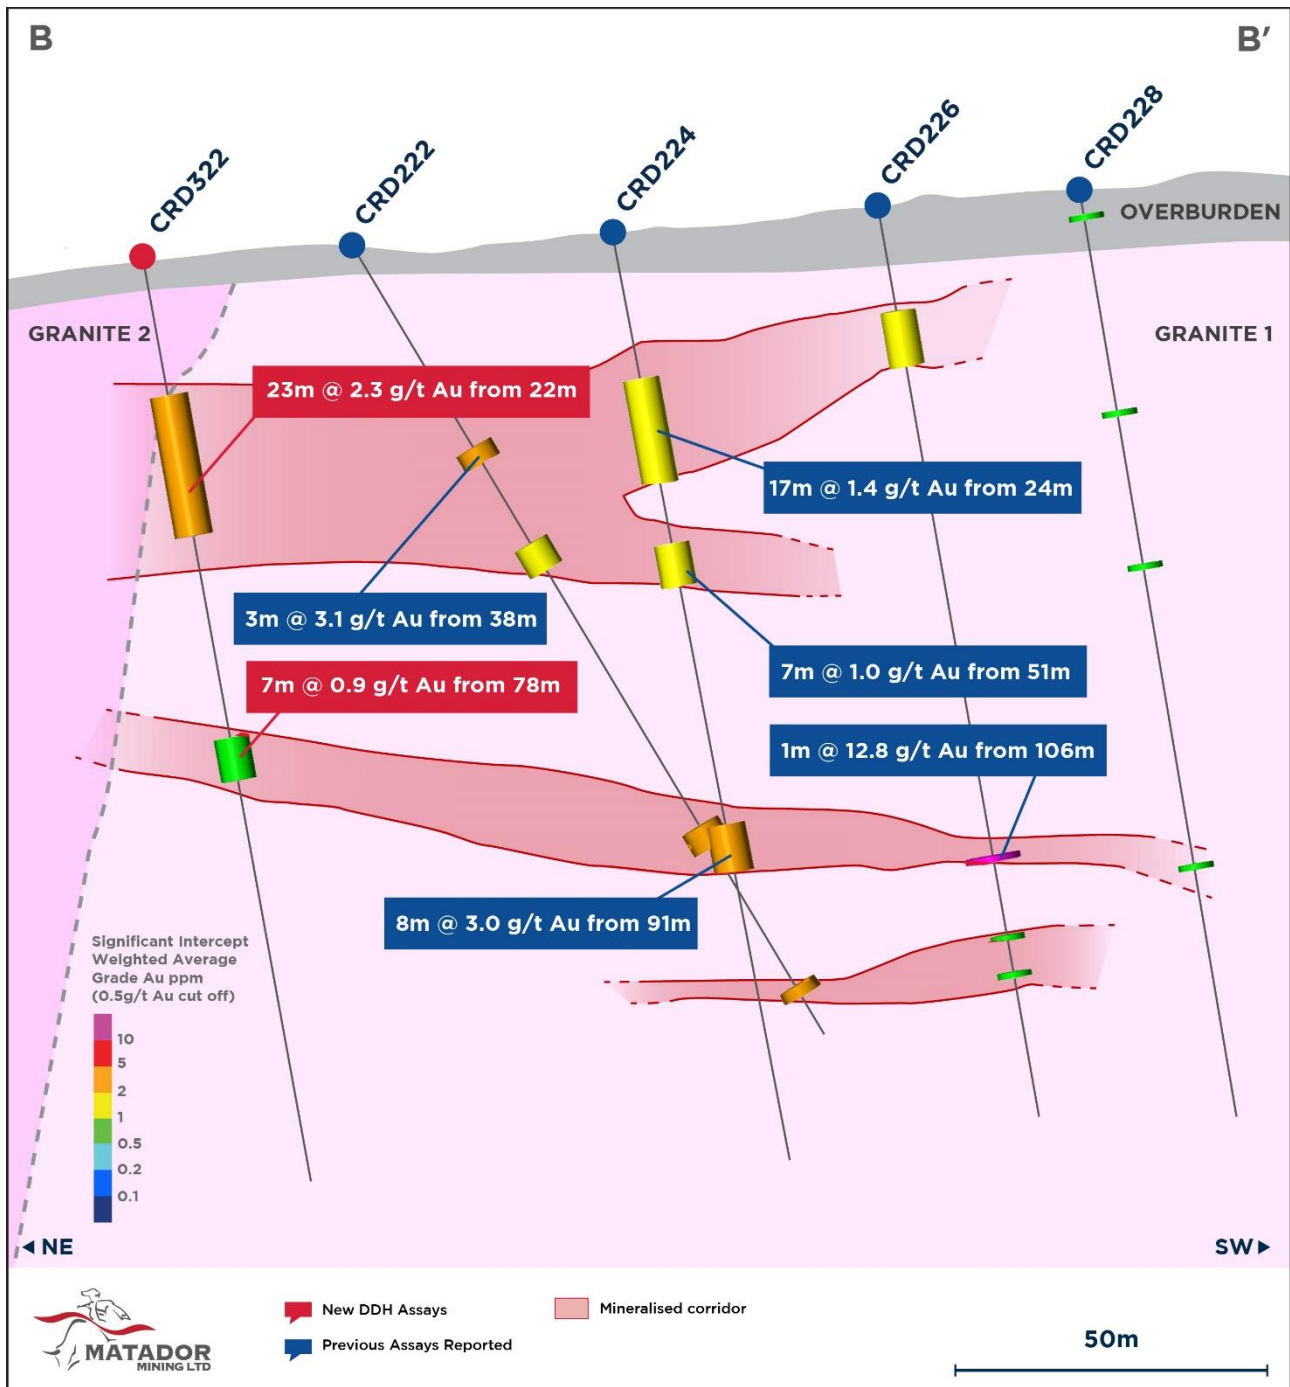 B
B′
CRD322
CRD222
CRD224
CRD226
CRD228
OVERBURDEN
GRANITE 2
GRANITE 1
23m @ 2.3 g/t Au from 22m
17m @ 1.4 g/t Au from 24m
3m @ 3.1 g/t Au from 38m
7m @ 1.0 g/t Au from 51m
7m @ 0.9 g/t Au from 78m
1m @ 12.8 g/t Au from 106m
8m @ 3.0 g/t Au from 91m
Significant Intercept
Weighted Average
Grade Au ppm
(0.5g/t Au cut off)
10
5
2
1
0.5
0.2
0.1
NE
SW
MATADOR
MINING LTD
New DDH Assays
Previous Assays Reported
Mineralised corridor
50m